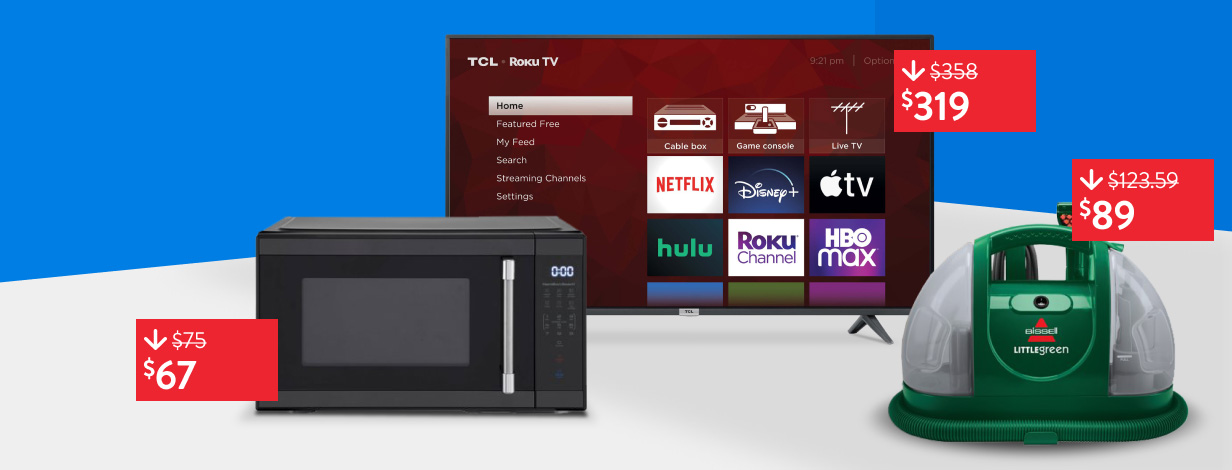 TCL Roku TV
9:21 pm | Option
Home
Featured Free
My Feed
Search
Streaming Channels
Settings
Cable box
Game console
Live TV
NETFLIX
Disney+
tv
hulu
Roku
Channel
HBO
max
TCL
$358
$319
$123.59
$89
0:00
$75
$67
BISSELL
LITTLEgreen